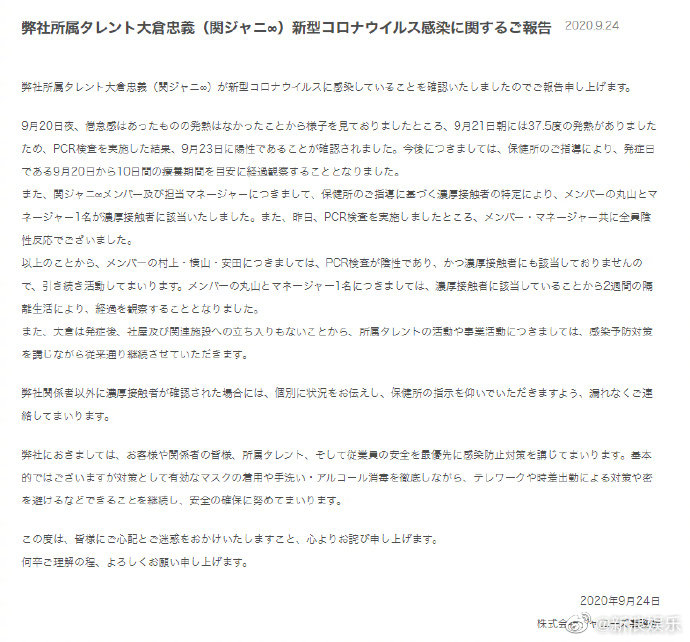 弊社所属タレント大倉忠義（関ジャニ∞）新型コロナウイルス感染に関するご報告 2020.9.24
弊社所属タレント大倉忠義（関ジャニ∞）が新型コロナウイルスに感染していることを確認いたしましたのでご報告申し上げます。
9月20日夜、倦怠感はあったものの発熱はなかったことから様子を見ておりましたところ、9月21日朝には37.5度の発熱がありました
ため、PCR検査を実施した結果、9月23日に陽性であることが確認されました。今後につきましては、保健所のご指導により、発症日
である9月20日から10日間の療養期間を目安に経過観察することとなりました。
また、関ジャニ∞メンバー及び担当マネージャーにつきまして、保健所のご指導に基づく濃厚接触者の特定により、メンバーの丸山とマ
ネージャー1名が濃厚接触者に該当いたしました。また、昨日、PCR検査を実施しましたところ、メンバー・マネージャー共に全員陰
性反応でございました。
以上のことから、メンバーの村上・横山・安田につきましては、PCR検査が陰性であり、かつ濃厚接触者にも該当しておりませんの
で、引き続き活動してまいります。メンバーの丸山とマネージャー1名につきましては、濃厚接触者に該当していることから2週間の隔
離生活により、経過を観察することとなりました。
また、大倉は発症後、社屋及び関連施設への立ち入りもないことから、所属タレントの活動や事業活動につきましては、感染予防対策
を講じながら従来通り継続させていただきます。
弊社関係者以外に濃厚接触者が確認された場合には、個別に状況をお伝えし、保健所の指示を仰いでいただきますよう、漏れなくご連
絡してまいります。
弊社におきましては、お客様や関係者の皆様、所属タレント、そして従業員の安全を最優先に感染防止対策を講じてまいります。基本
的ではございますが対策として有効なマスクの着用や手洗い・アルコール消毒を徹底しながら、テレワークや時差出勤による対策や密
を避けるなどできることを継続し、安全の確保に努めてまいります。
この度は、皆様にご心配とご迷惑をおかけいたしますこと、心よりお詫び申し上げます。
何卒ご理解の程、よろしくお願い申し上げます。
2020年9月24日
株式会社
@新浪娱乐